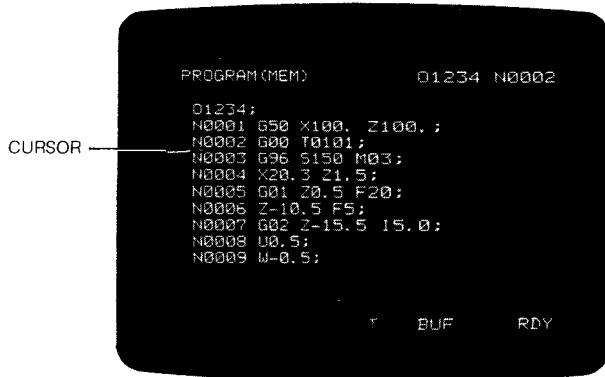 PROGRAM(MEM) O1234 N0002
O1234;
N0001 G50 X100. Z100.;
N0002 G00 T0101;
CURSOR
N0003 G96 S150 M03;
N0004 X20.3 Z1.5;
N0005 G01 Z0.5 F20;
N0006 Z-10.5 F5;
N0007 G02 Z-15.5 I5.0;
N0008 U0.5;
N0009 W-0.5;
BUF RDY